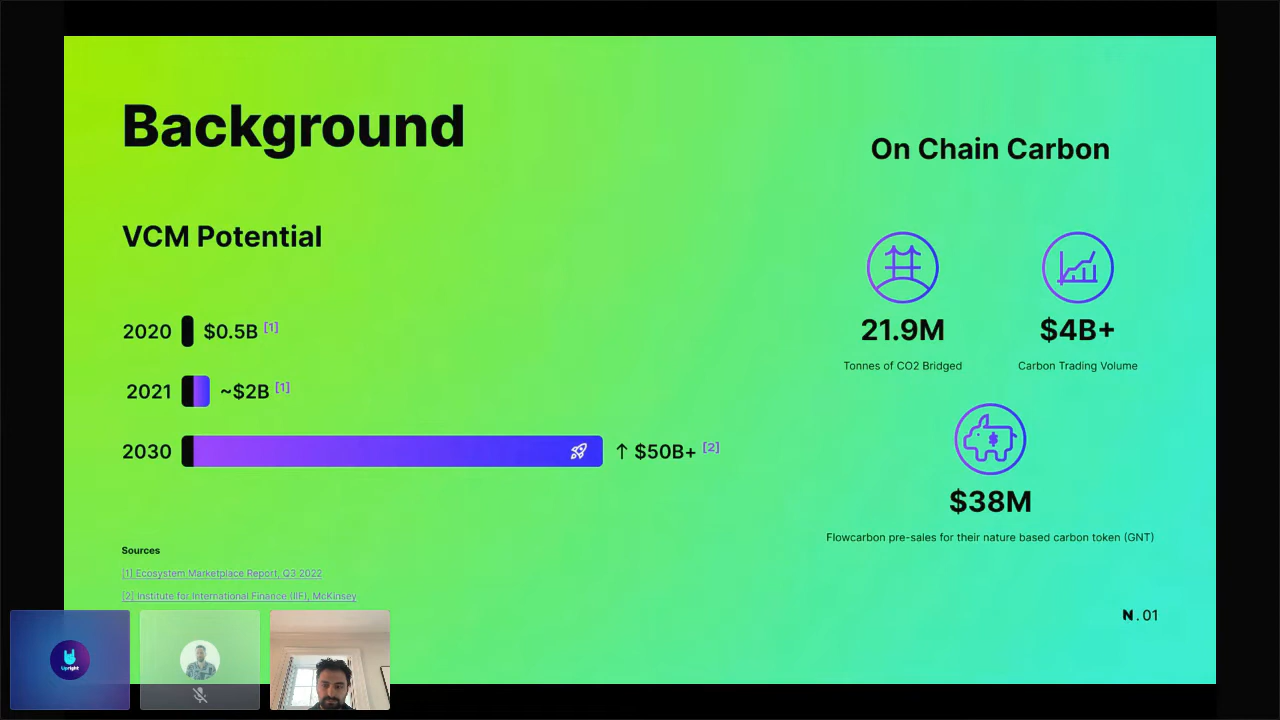 Background
VCM Potential
2020 $0.5B [1]
2021 ~$2B [1]
2030 ↑ $50B+ [2]
Sources
[1] Ecosystem Marketplace Report, Q3 2022
[2] Institute for International Finance (IIF), McKinsey
On Chain Carbon
21.9M
Tonnes of CO2 Bridged
$4B+
Carbon Trading Volume
$38M
Flowcarbon pre-sales for their nature based carbon token (GNT)
N.01
Upright